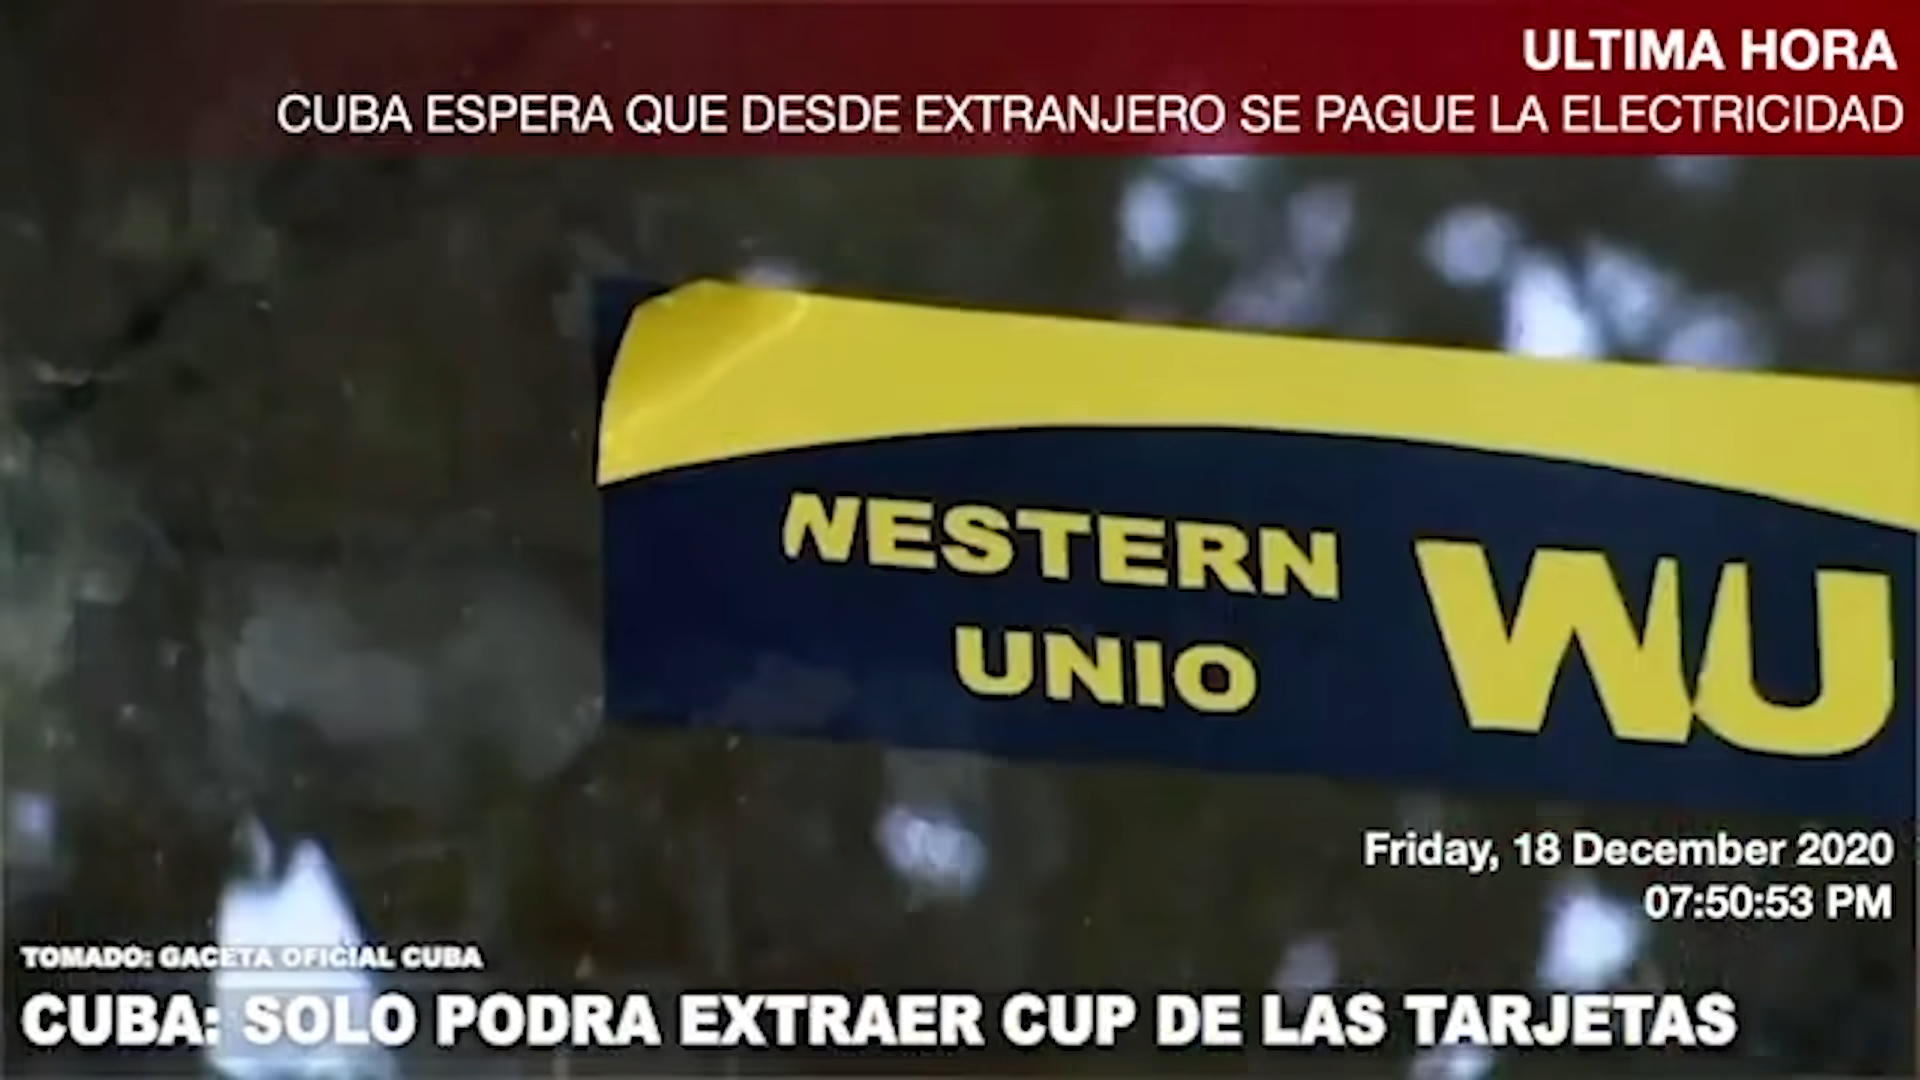 ULTIMA HORA
CUBA ESPERA QUE DESDE EXTRANJERO SE PAGUE LA ELECTRICIDAD
WESTERN
UNIO
WU
Friday, 18 December 2020
07:50:53 PM
TOMADO: GACETA OFICIAL CUBA
CUBA: SOLO PODRA EXTRAER CUP DE LAS TARJETAS